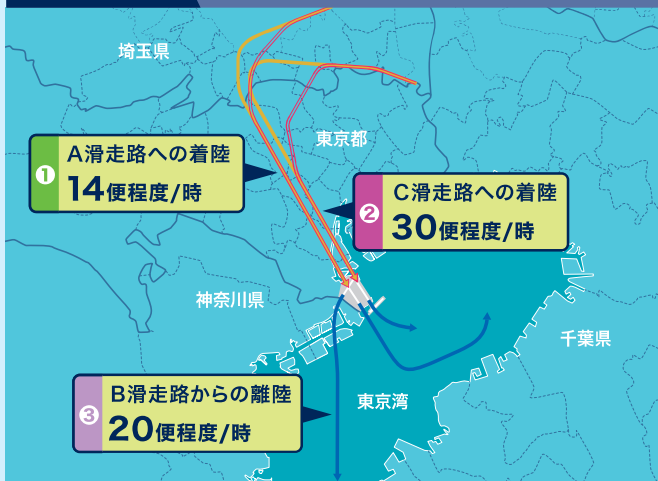 埼玉県
1
A滑走路への着陸
14便程度/時
東京都
2
C滑走路への着陸
30便程度/時
神奈川県
千葉県
3
B滑走路からの離陸
20便程度/時
東京湾